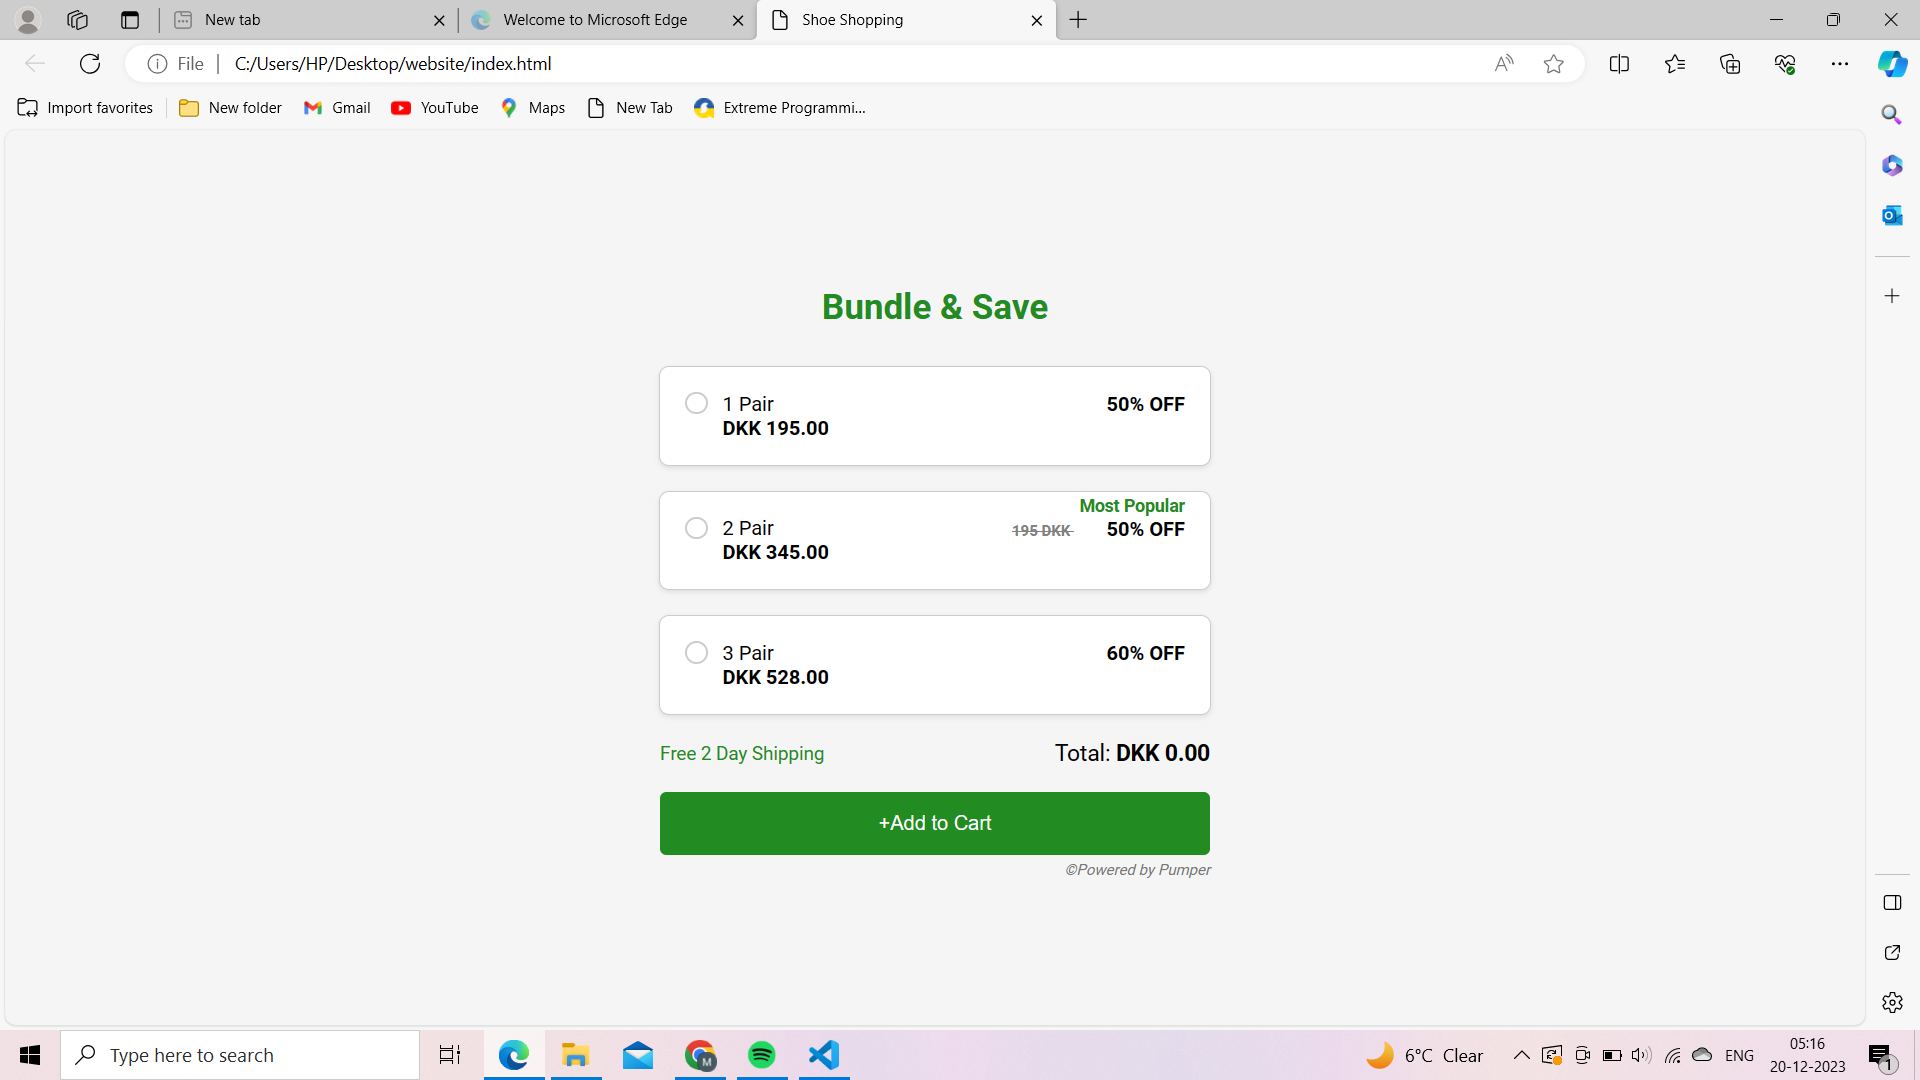 New tab
Welcome to Microsoft Edge
Shoe Shopping
File
C:/Users/HP/Desktop/website/index.html
Import favorites
New folder
Gmail
YouTube
Maps
New Tab
Extreme Programmi...
Bundle & Save
1 Pair
50% OFF
DKK 195.00
Most Popular
2 Pair
195 DKK
50% OFF
DKK 345.00
3 Pair
60% OFF
DKK 528.00
Free 2 Day Shipping
Total: DKK 0.00
+Add to Cart
©Powered by Pumper
Type here to search
M
6°C Clear
ENG
05:16
20-12-2023
1